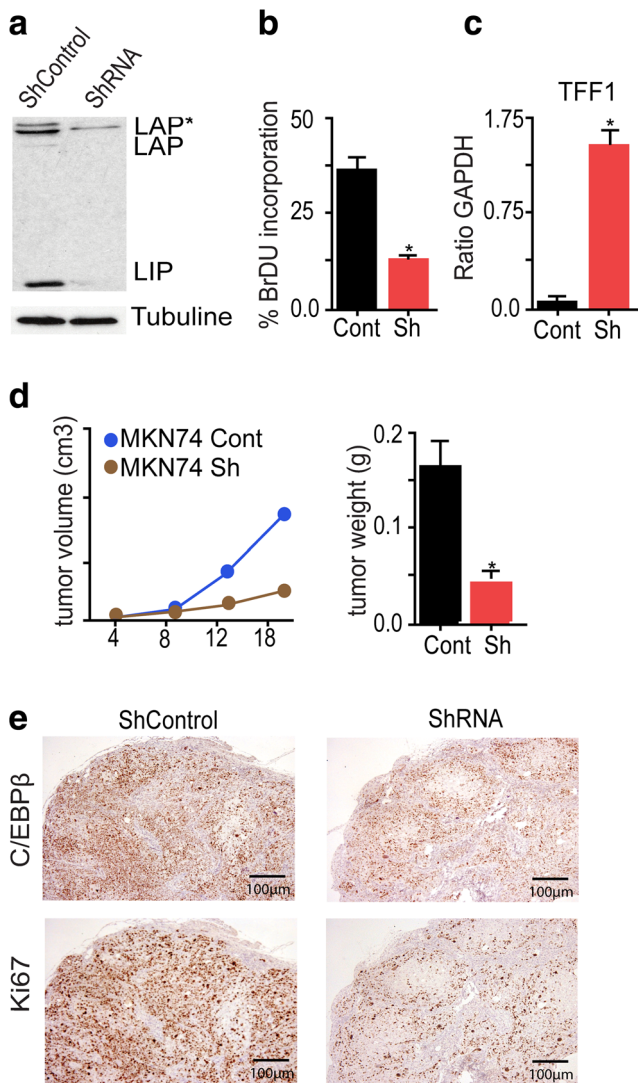 a
ShControl
ShRNA
LAP*
LAP
LIP
Tubuline
b
% BrDU incorporation
50
25
0.0
*
Cont Sh
c
TFF1
Ratio GAPDH
1.75
0.75
0.0
*
Cont Sh
d
tumor volume (cm3)
MKN74 Cont
MKN74 Sh
4 8 12 18
tumor weight (g)
0.2
0.1
0.0
*
Cont Sh
e
ShControl ShRNA
C/EBPβ
100µm
100µm
Ki67
100µm
100µm